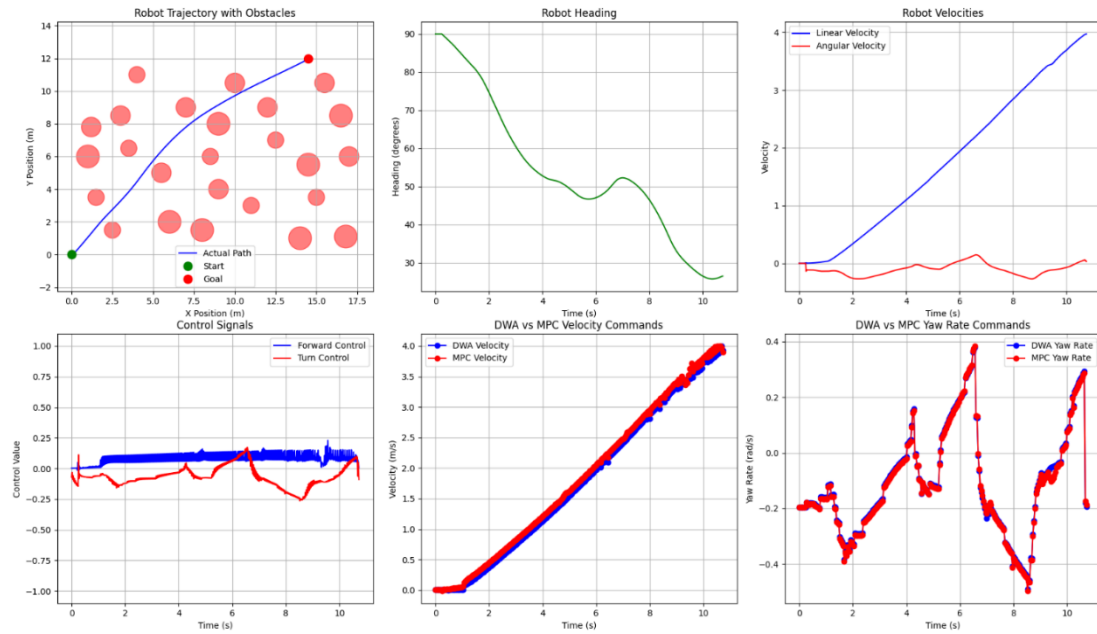 Robot Trajectory with Obstacles
14
12
10
8
6
4
2
0
−2
Y Position (m)
Actual Path
Start
Goal
0.0 2.5 5.0 7.5 10.0 12.5 15.0 17.5
X Position (m)
Robot Heading
90
80
70
60
50
40
30
Heading (degrees)
0 2 4 6 8 10
Time (s)
Robot Velocities
Linear Velocity
Angular Velocity
4
3
2
1
0
Velocity
0 2 4 6 8 10
Time (s)
Control Signals
Forward Control
Turn Control
1.00
0.75
0.50
0.25
0.00
−0.25
−0.50
−0.75
−1.00
Control Value
0 2 4 6 8 10
Time (s)
DWA vs MPC Velocity Commands
DWA Velocity
MPC Velocity
4.0
3.5
3.0
2.5
2.0
1.5
1.0
0.5
0.0
Velocity (m/s)
0 2 4 6 8 10
Time (s)
DWA vs MPC Yaw Rate Commands
DWA Yaw Rate
MPC Yaw Rate
0.4
0.2
0.0
−0.2
−0.4
Yaw Rate (rad/s)
0 2 4 6 8 10
Time (s)